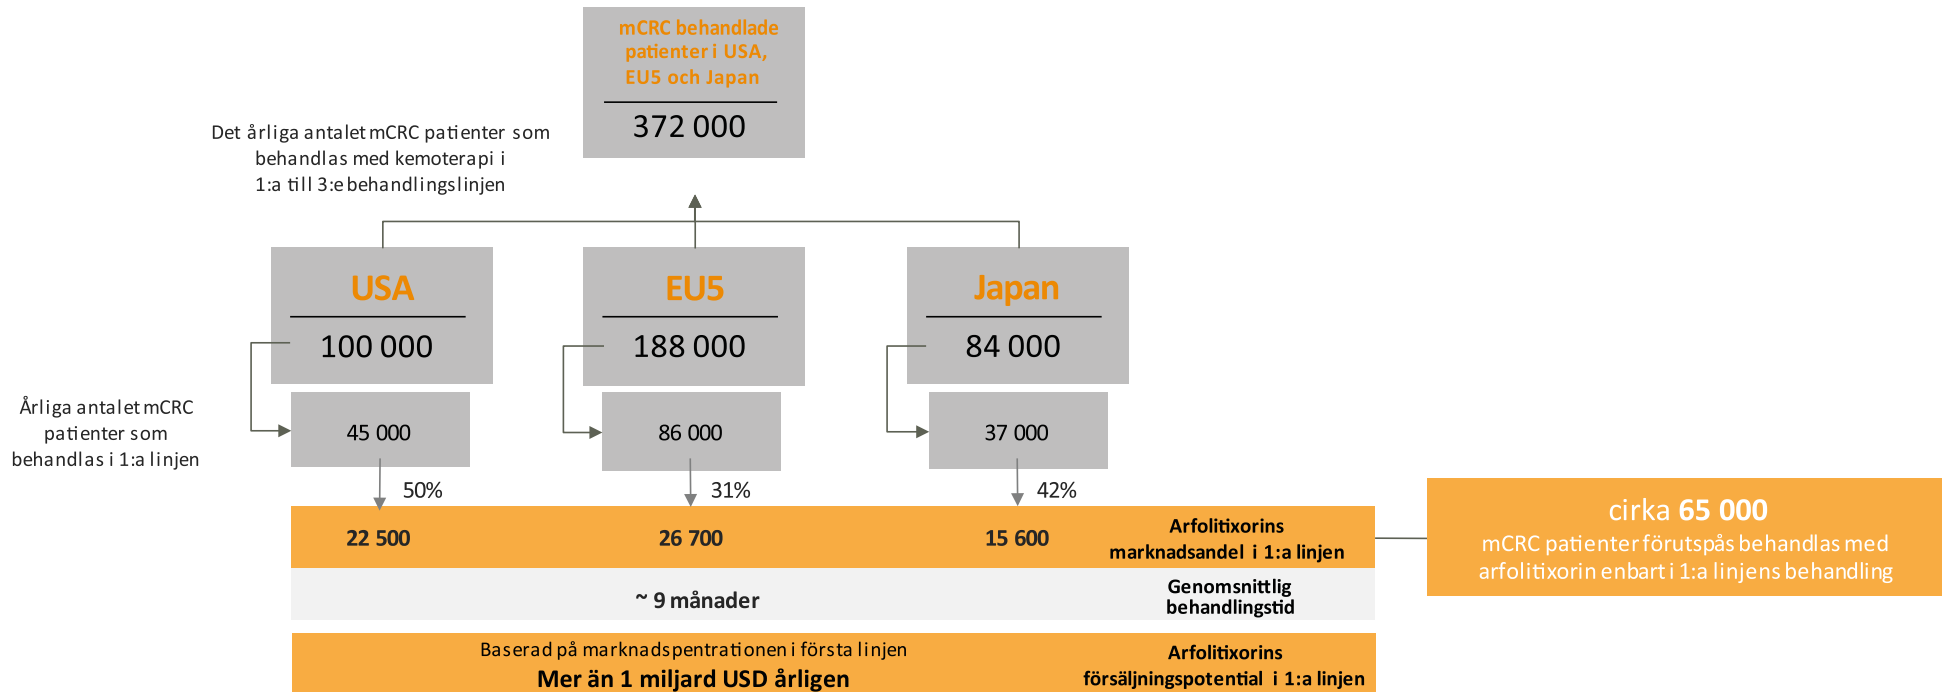 mCRC behandlade
patienter i USA,
EU5 och Japan
372 000
Det årliga antalet mCRC patienter som
behandlas med kemoterapi i
1:a till 3:e behandlingslinjen
USA
100 000
EU5
188 000
Japan
84 000
Årliga antalet mCRC
patienter som
behandlas i 1:a linjen
45 000
86 000
37 000
50%
31%
42%
22 500
26 700
15 600
Arfolitixorins
marknadsandel i 1:a linjen
cirka 65 000
mCRC patienter förutspås behandlas med
arfolitixorin enbart i 1:a linjens behandling
~ 9 månader
Genomsnittlig
behandlingstid
Baserad på marknadspentrationen i första linjen
Mer än 1 miljard USD årligen
Arfolitixorins
försäljningspotential i 1:a linjen